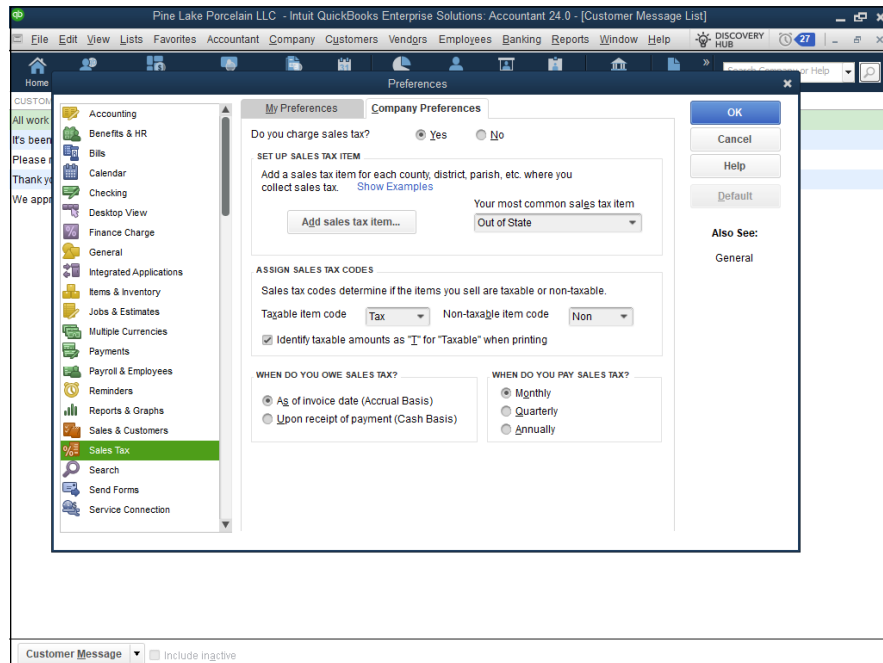 qb
Pine Lake Porcelain LLC - Intuit QuickBooks Enterprise Solutions: Accountant 24.0 - [Customer Message List]
File Edit View Lists Favorites Accountant Company Customers Vendors Employees Banking Reports Window Help
DISCOVERY
HUB
27
Home
Preferences
CUSTOM
All work
It's been
Please r
Thank yo
We appr
Accounting
Benefits & HR
Bills
Calendar
Checking
Desktop View
Finance Charge
General
Integrated Applications
Items & Inventory
Jobs & Estimates
Multiple Currencies
Payments
Payroll & Employees
Reminders
Reports & Graphs
Sales & Customers
Sales Tax
Search
Send Forms
Service Connection
My Preferences
Company Preferences
Do you charge sales tax? Yes No
SET UP SALES TAX ITEM
Add a sales tax item for each county, district, parish, etc. where you
collect sales tax. Show Examples
Your most common sales tax item
Add sales tax item... Out of State
ASSIGN SALES TAX CODES
Sales tax codes determine if the items you sell are taxable or non-taxable.
Taxable item code Tax Non-taxable item code Non
Identify taxable amounts as "T" for "Taxable" when printing
WHEN DO YOU OWE SALES TAX?
As of invoice date (Accrual Basis)
Upon receipt of payment (Cash Basis)
WHEN DO YOU PAY SALES TAX?
Monthly
Quarterly
Annually
OK
Cancel
Help
Default
Also See:
General
Customer Message
Include inactive